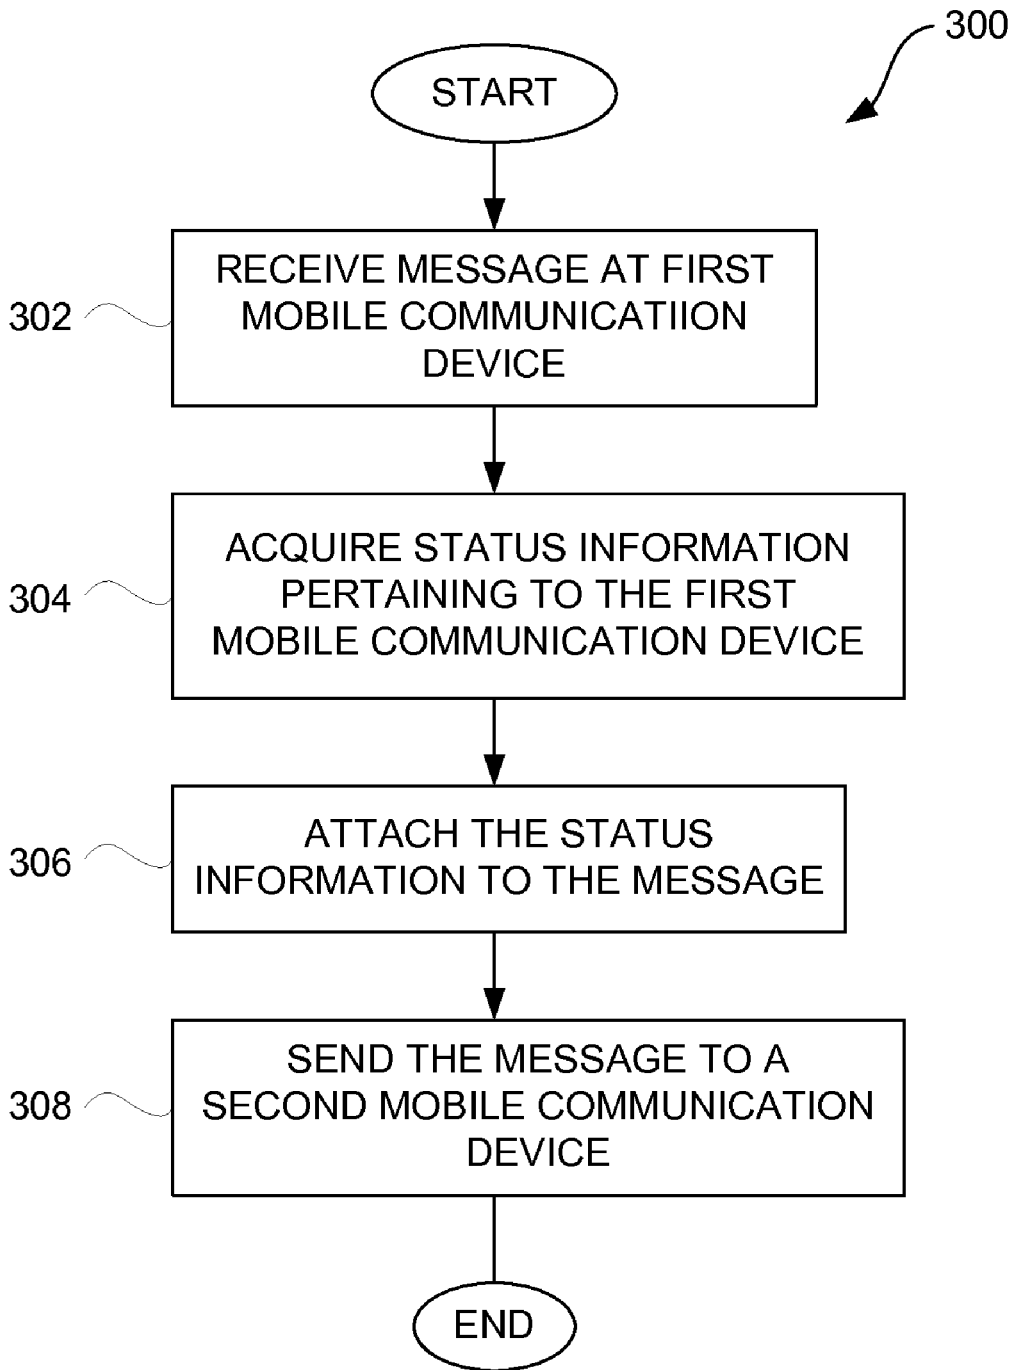 300
START
302
RECEIVE MESSAGE AT FIRST
MOBILE COMMUNICATIION
DEVICE
304
ACQUIRE STATUS INFORMATION
PERTAINING TO THE FIRST
MOBILE COMMUNICATION DEVICE
306
ATTACH THE STATUS
INFORMATION TO THE MESSAGE
308
SEND THE MESSAGE TO A
SECOND MOBILE COMMUNICATION
DEVICE
END